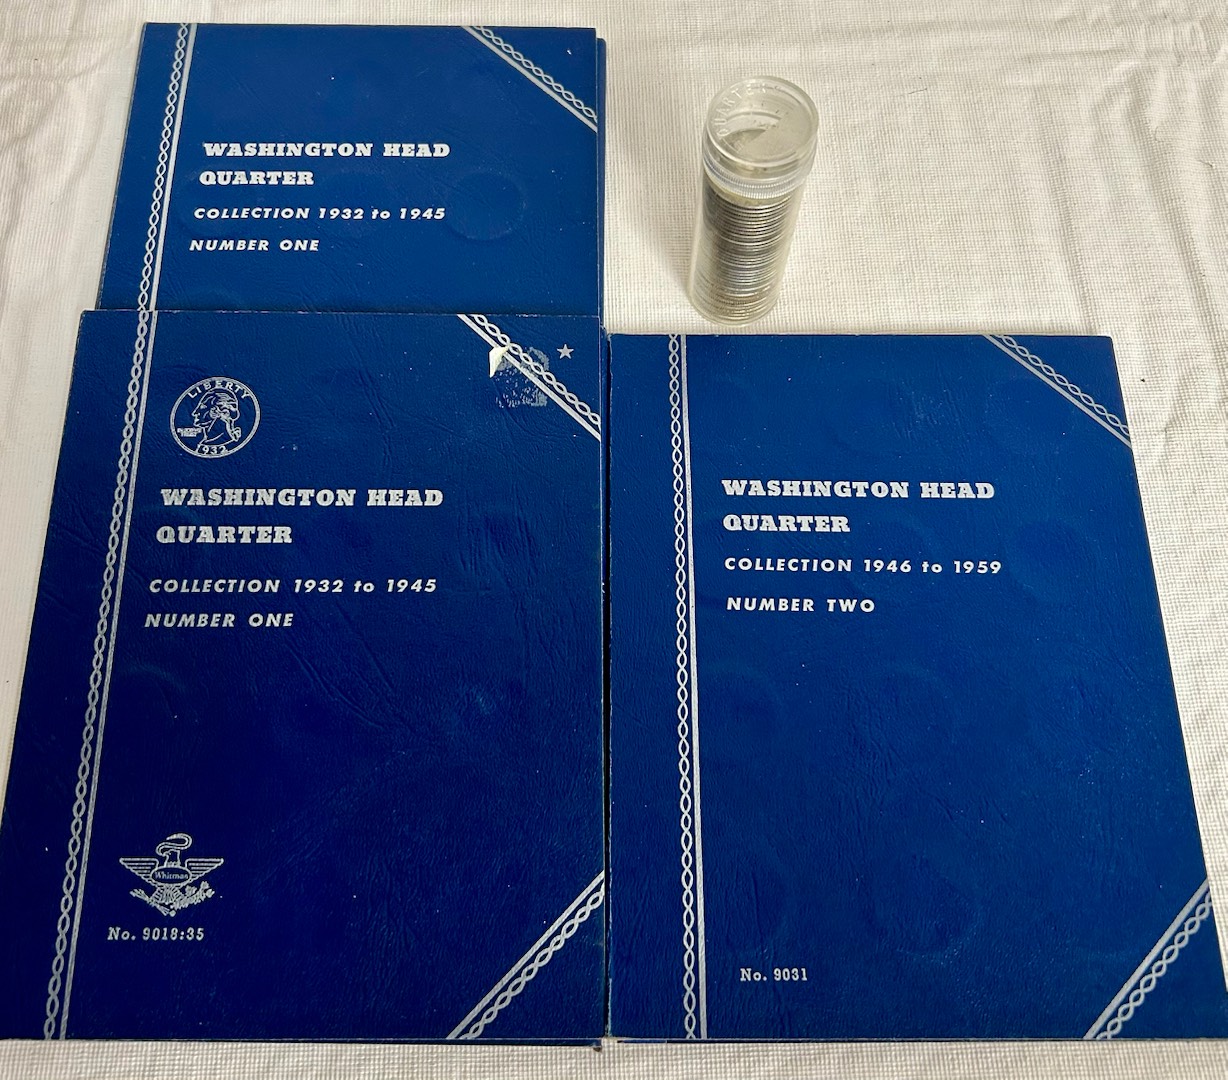 WASHINGTON HEAD
QUARTER
COLLECTION 1932 to 1945
NUMBER ONE
QUARTER
LIBERTY
1932
WASHINGTON HEAD
QUARTER
COLLECTION 1932 to 1945
NUMBER ONE
Whitman
No. 9018:35
WASHINGTON HEAD
QUARTER
COLLECTION 1946 to 1959
NUMBER TWO
No. 9031